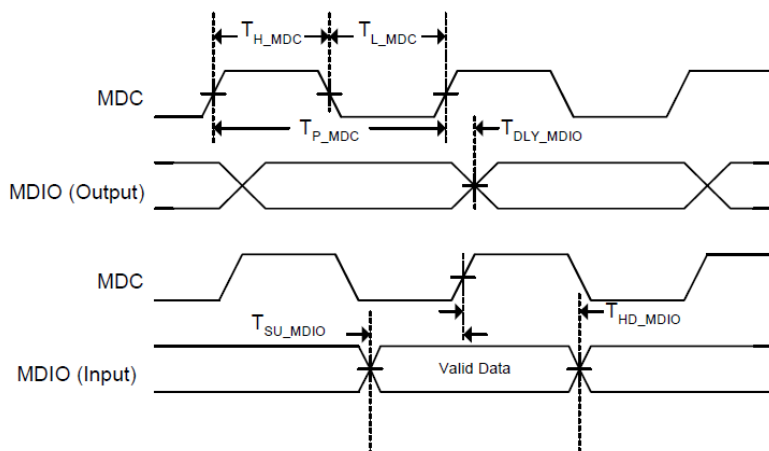 T_H_MDC T_L_MDC
MDC
T_P_MDC T_DLY_MDIO
MDIO (Output)
MDC
T_SU_MDIO T_HD_MDIO
MDIO (Input) Valid Data